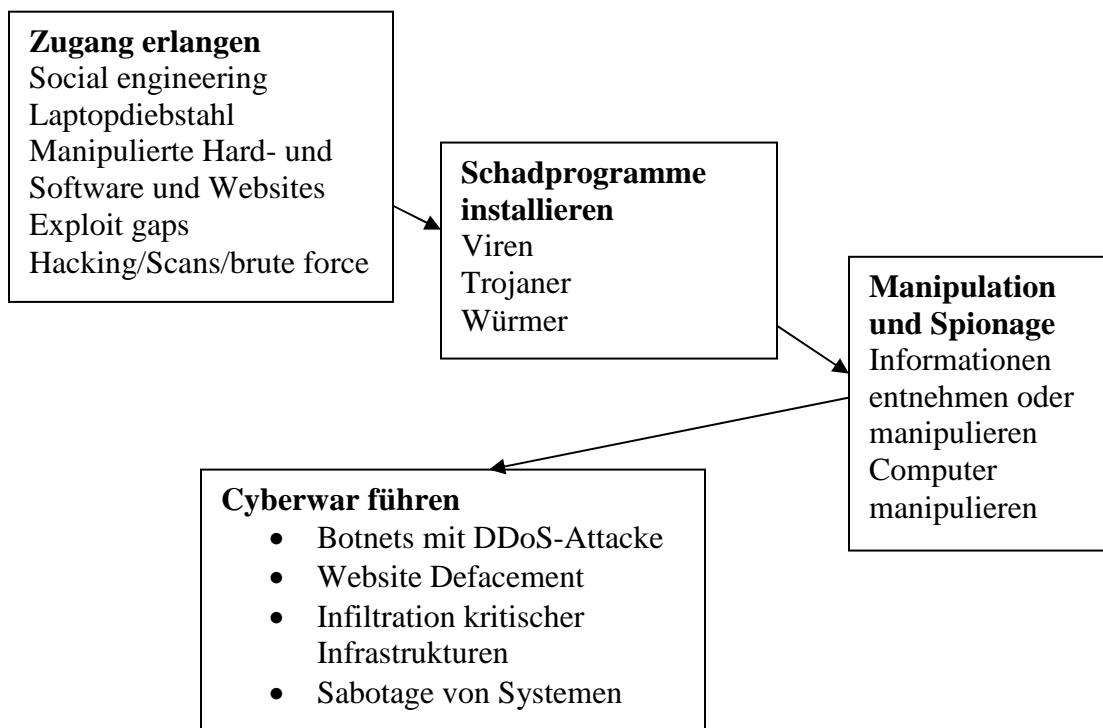 Zugang erlangen
Social engineering
Laptopdiebstahl
Manipulierte Hard- und
Software und Websites
Exploit gaps
Hacking/Scans/brute force
Schadprogramme
installieren
Viren
Trojaner
Würmer
Manipulation
und Spionage
Informationen
entnehmen oder
manipulieren
Computer
manipulieren
Cyberwar führen
• Botnets mit DDoS-Attacke
• Website Defacement
• Infiltration kritischer
Infrastrukturen
• Sabotage von Systemen